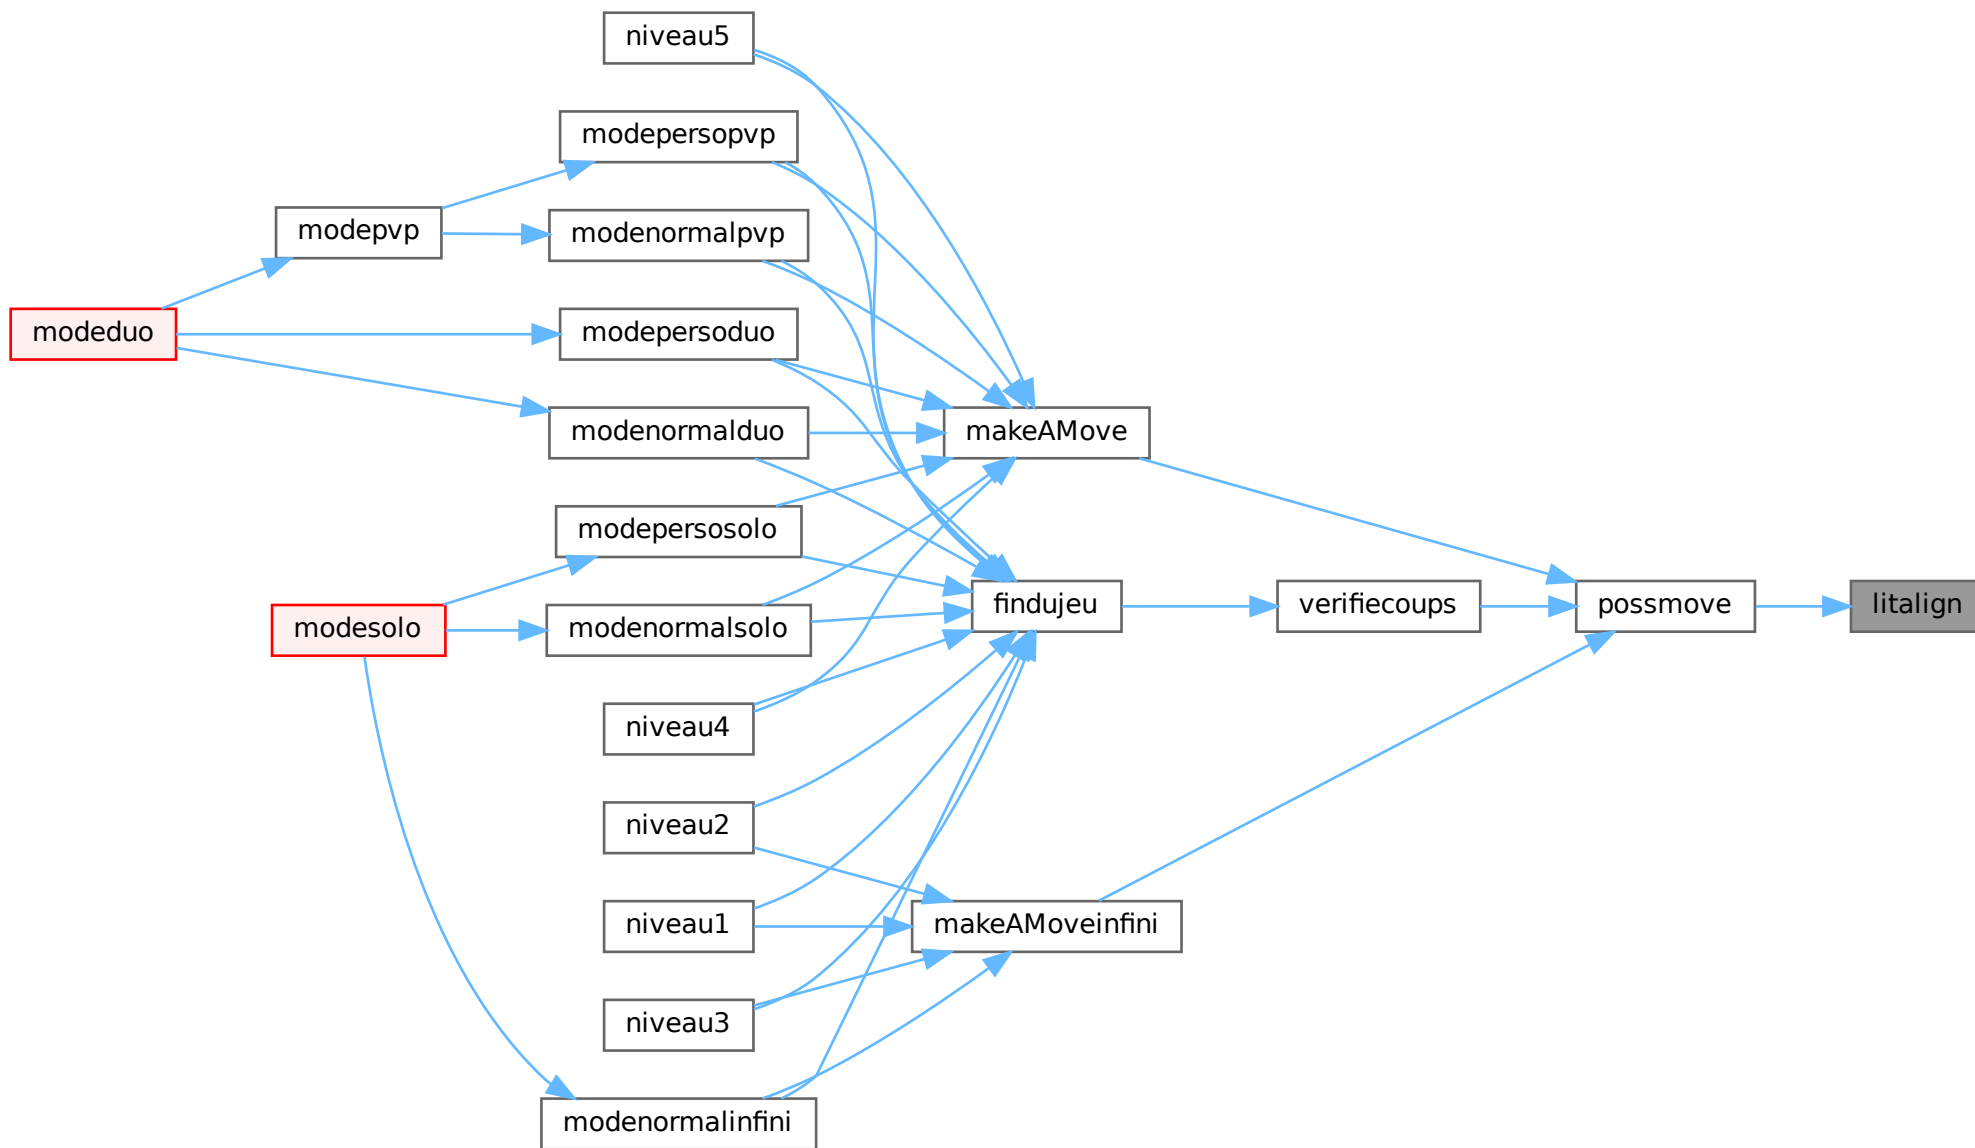 niveau5
modepersopvp
modepvp
modenormalpvp
modeduo
modepersoduo
modenormalduo
makeAMove
modepersosolo
findujeu
verifiecoups
possmove
litalign
modesolo
modenormalsolo
niveau4
niveau2
niveau1
makeAMoveinfini
niveau3
modenormalinfini